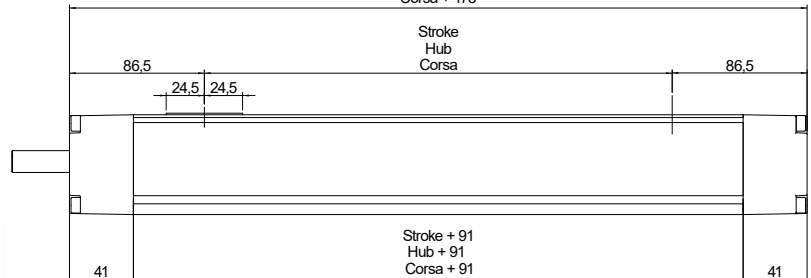 Stroke
Hub
Corsa
86,5
86,5
24,5
24,5
Stroke + 91
Hub + 91
Corsa + 91
41
41